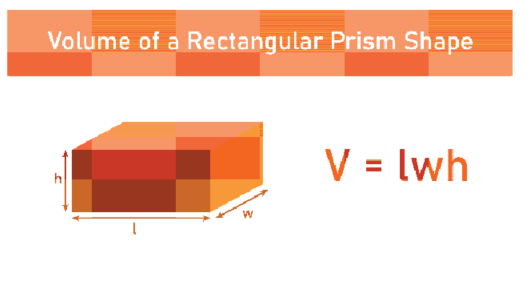 Volume of a Rectangular Prism Shape
h
V = lwh
w
l